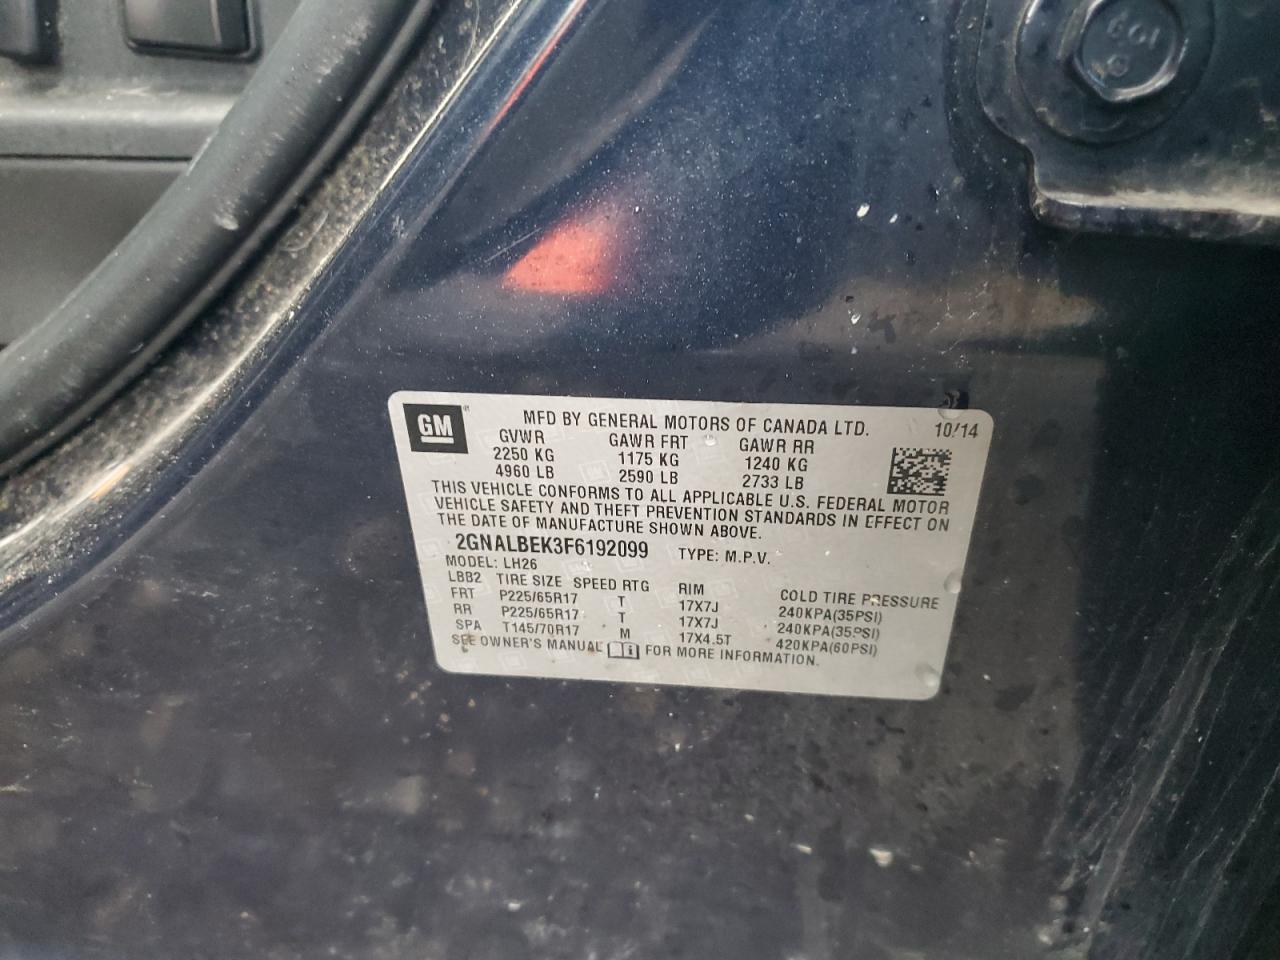 GM
MFD BY GENERAL MOTORS OF CANADA LTD. 10/14
GVWR GAWR FRT GAWR RR
2250 KG 1175 KG 1240 KG
4960 LB 2590 LB 2733 LB
THIS VEHICLE CONFORMS TO ALL APPLICABLE U.S. FEDERAL MOTOR
VEHICLE SAFETY AND THEFT PREVENTION STANDARDS IN EFFECT ON
THE DATE OF MANUFACTURE SHOWN ABOVE.
2GNALBEK3F6192099 TYPE: M.P.V.
MODEL: LH26
LBB2 TIRE SIZE SPEED RTG RIM COLD TIRE PRESSURE
FRT P225/65R17 T 17X7J 240KPA(35PSI)
RR P225/65R17 T 17X7J 240KPA(35PSI)
SPA T145/70R17 M 17X4.5T 420KPA(60PSI)
SEE OWNER'S MANUAL FOR MORE INFORMATION.